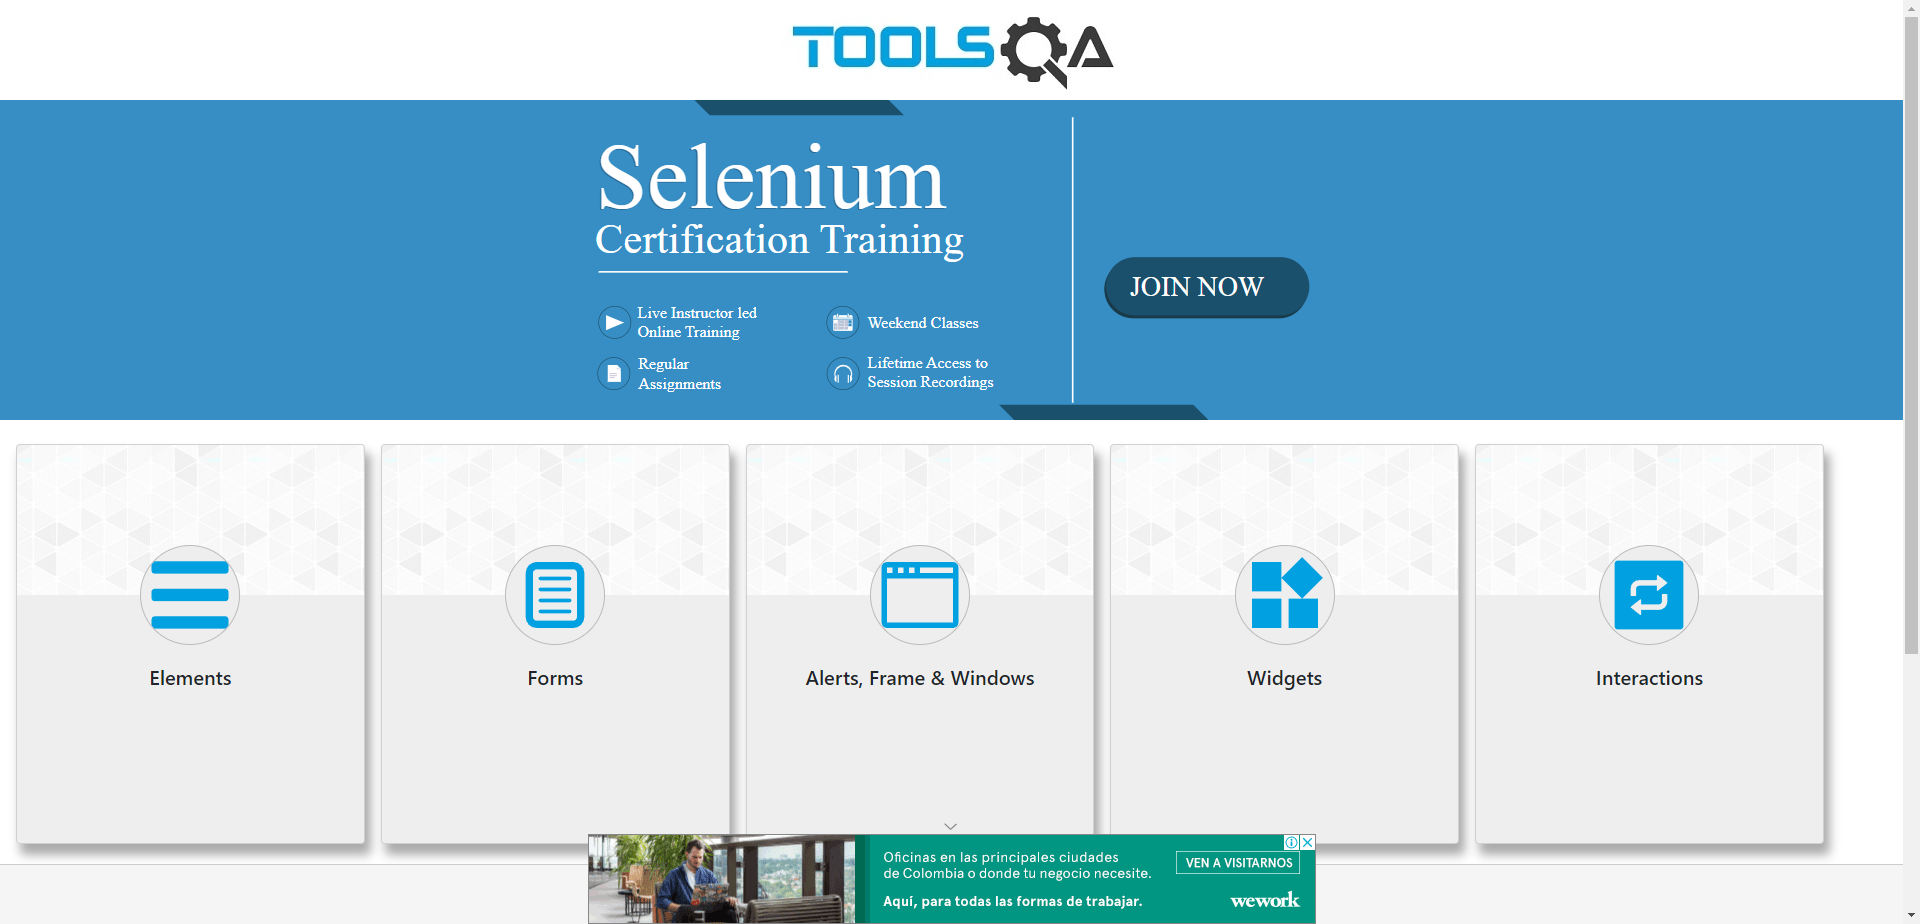 TOOLSQA
Selenium
Certification Training
JOIN NOW
Live Instructor led
Online Training
Weekend Classes
Regular
Assignments
Lifetime Access to
Session Recordings
Elements
Forms
Alerts, Frame & Windows
Widgets
Interactions
Oficinas en las principales ciudades
de Colombia o donde tu negocio necesite.
Aquí, para todas las formas de trabajar.
VEN A VISITARNOS
wework